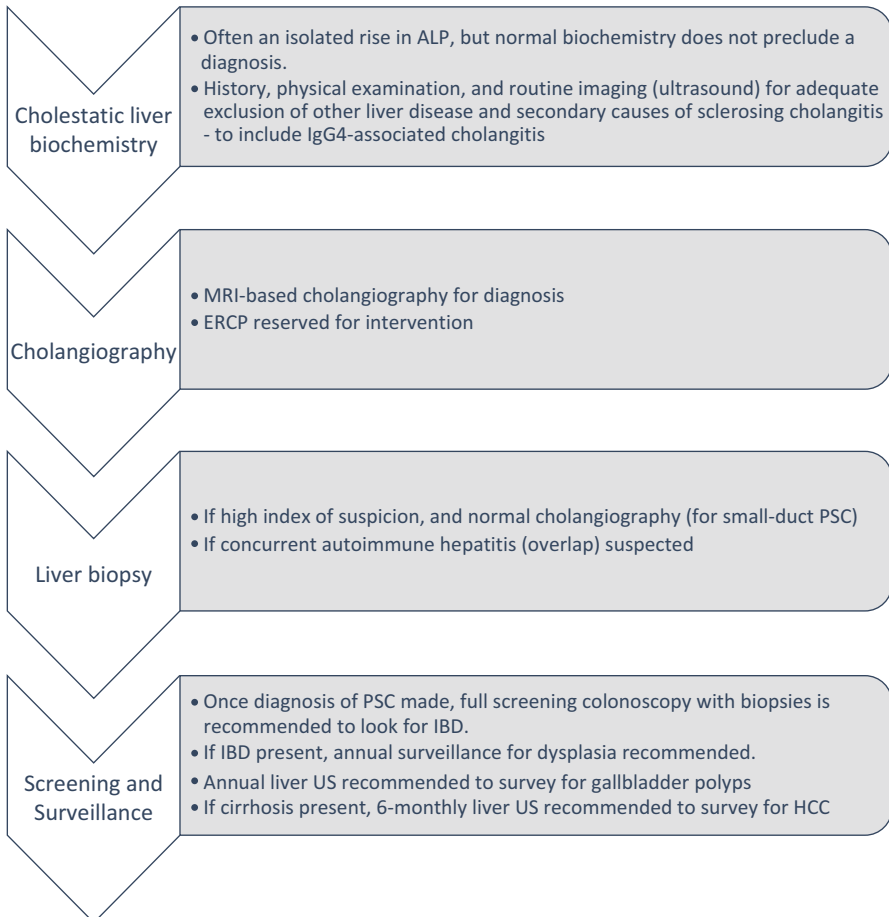 Cholestatic liver
biochemistry
• Often an isolated rise in ALP, but normal biochemistry does not preclude a
diagnosis.
• History, physical examination, and routine imaging (ultrasound) for adequate
exclusion of other liver disease and secondary causes of sclerosing cholangitis
- to include IgG4-associated cholangitis
Cholangiography
• MRI-based cholangiography for diagnosis
• ERCP reserved for intervention
Liver biopsy
• If high index of suspicion, and normal cholangiography (for small-duct PSC)
• If concurrent autoimmune hepatitis (overlap) suspected
Screening and
Surveillance
• Once diagnosis of PSC made, full screening colonoscopy with biopsies is
recommended to look for IBD.
• If IBD present, annual surveillance for dysplasia recommended.
• Annual liver US recommended to survey for gallbladder polyps
• If cirrhosis present, 6-monthly liver US recommended to survey for HCC